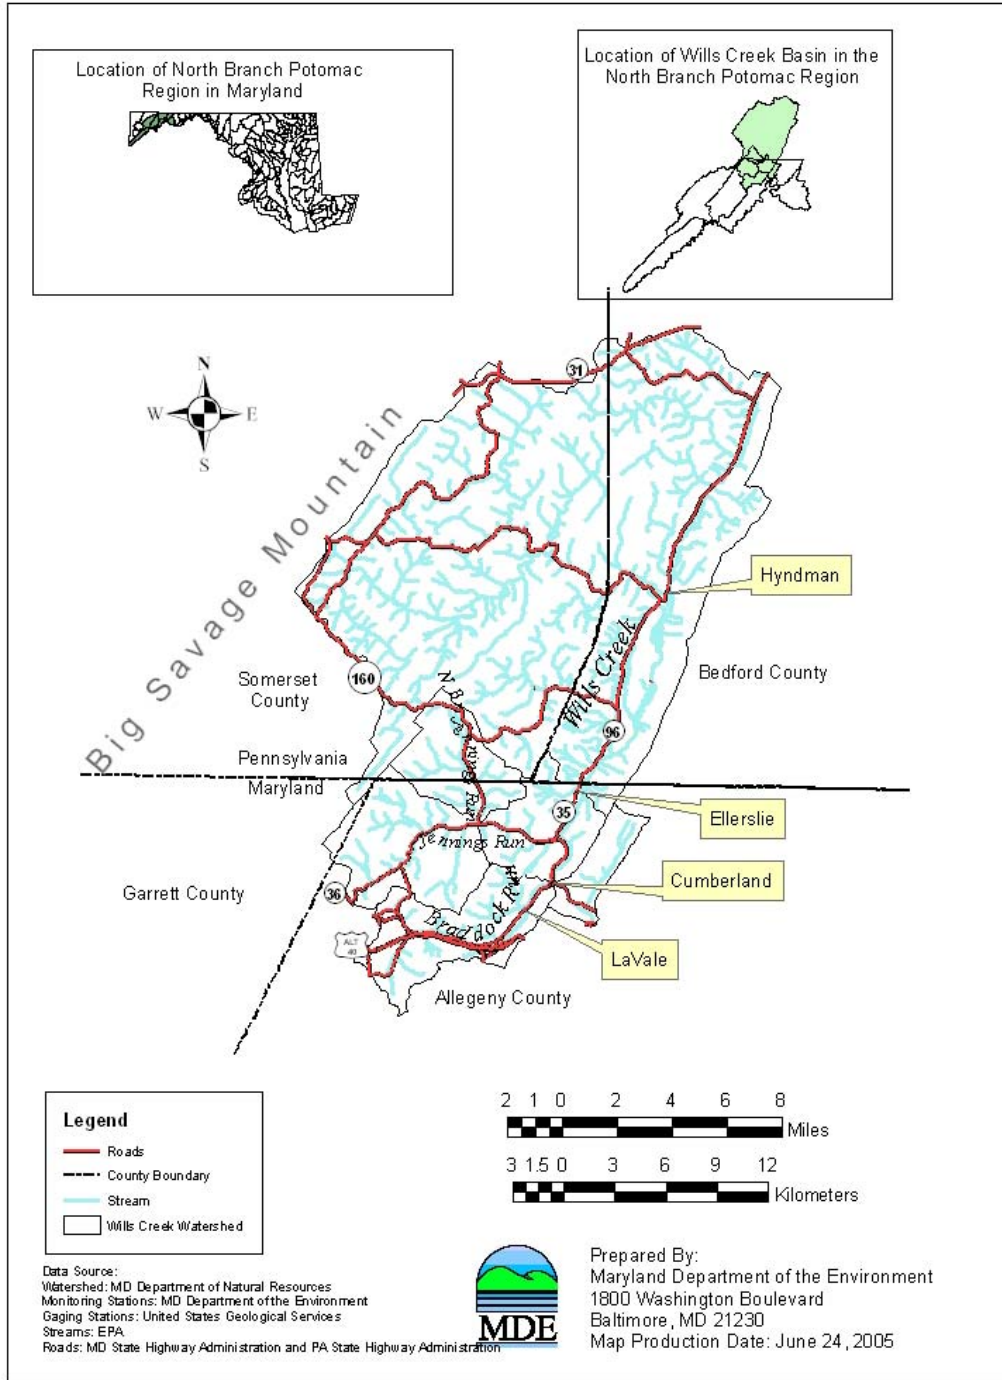 Location of North Branch Potomac
Region in Maryland
Location of Wills Creek Basin in the
North Branch Potomac Region
N
W
E
S
31
Big Savage Mountain
Hyndman
Wills Creek
Bedford County
Somerset
County
160
N Br Jennings Run
96
Pennsylvania
Maryland
Ellerslie
35
Jennings Run
Cumberland
Garrett County
36
Braddock Run
ALT
40
LaVale
Allegeny County
Legend
Roads
County Boundary
Stream
Wills Creek Watershed
2 1 0 2 4 6 8
Miles
3 1.5 0 3 6 9 12
Kilometers
Data Source:
Watershed: MD Department of Natural Resources
Monitoring Stations: MD Department of the Environment
Gaging Stations: United States Geological Services
Streams: EPA
Roads: MD State Highway Administration and PA State Highway Administration
MDE
Prepared By:
Maryland Department of the Environment
1800 Washington Boulevard
Baltimore, MD 21230
Map Production Date: June 24, 2005